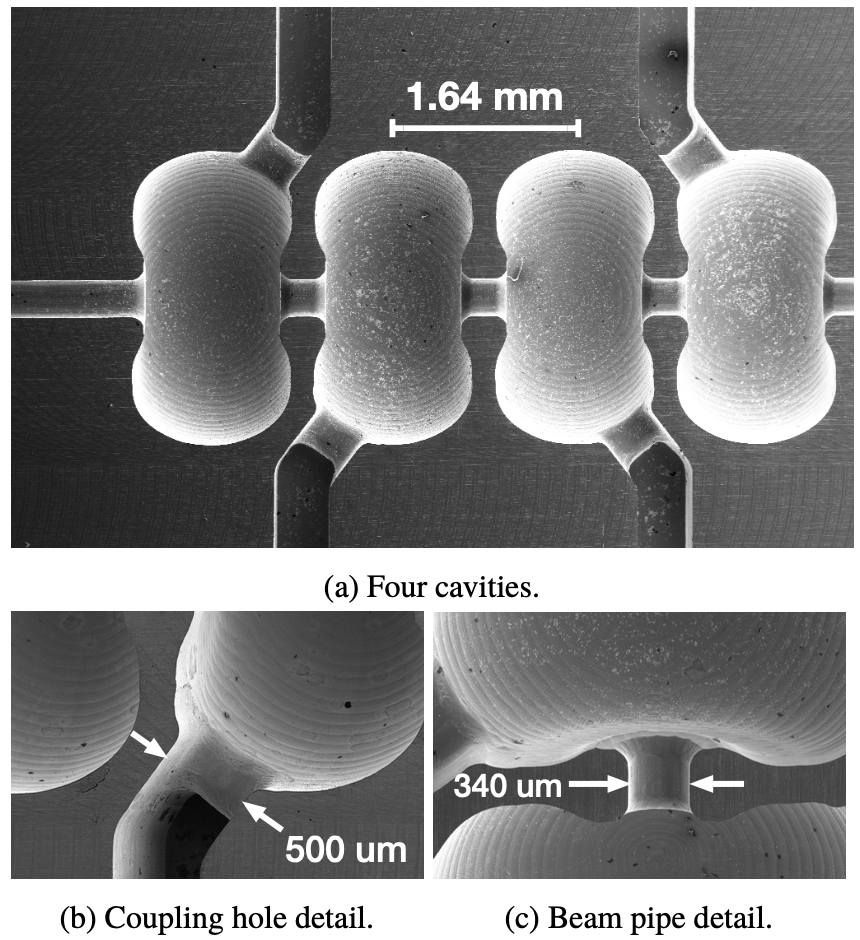 1.64 mm
(a) Four cavities.
500 um
340 um
(b) Coupling hole detail.
(c) Beam pipe detail.